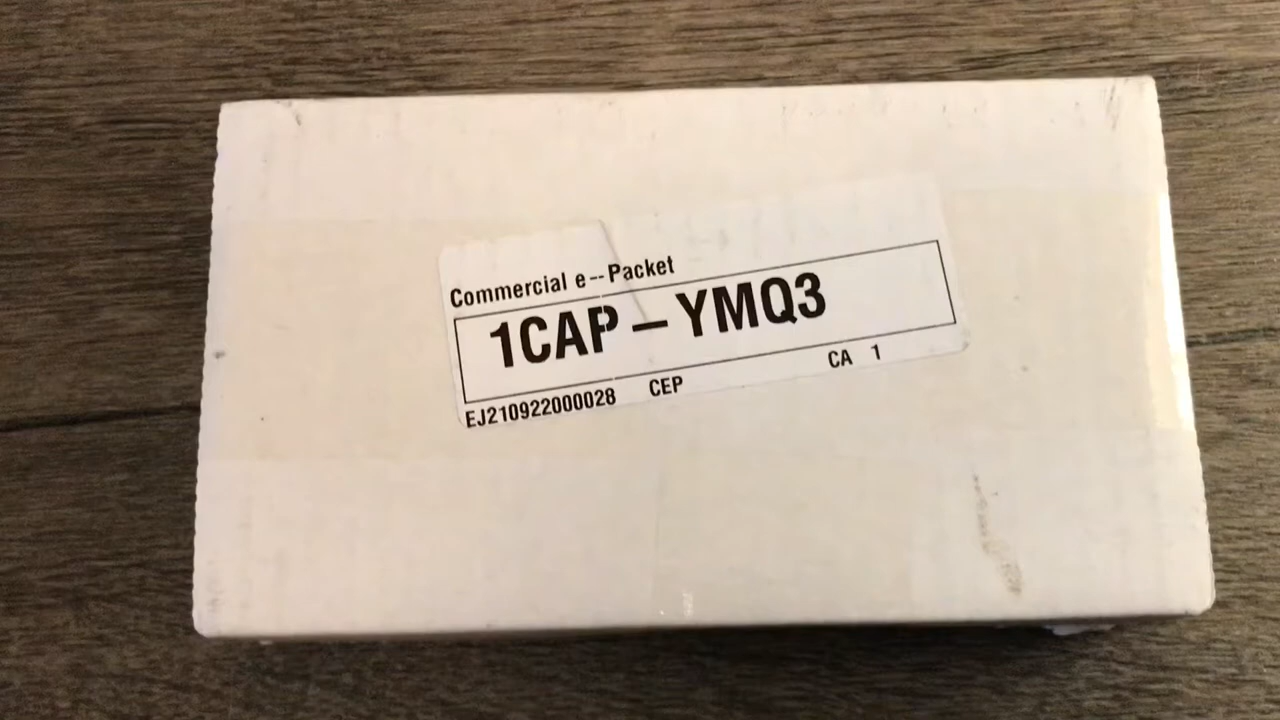 Commercial e--Packet
1CAP - YMQ3
EJ210922000028 CEP CA 1